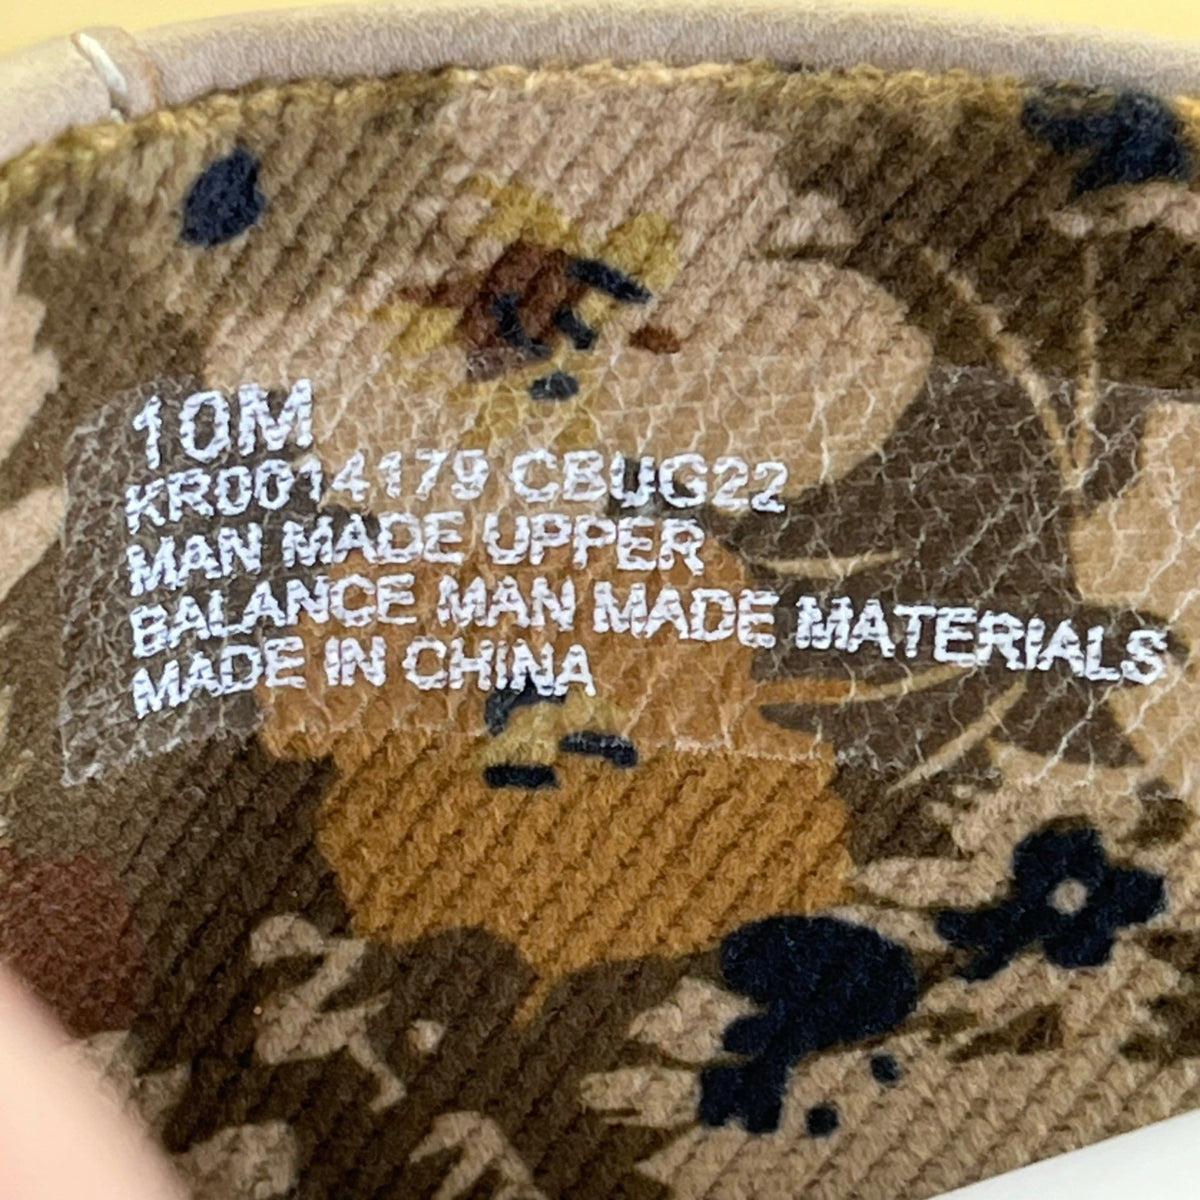 10M
KR0014179 CBUG22
MAN MADE UPPER
BALANCE MAN MADE MATERIALS
MADE IN CHINA